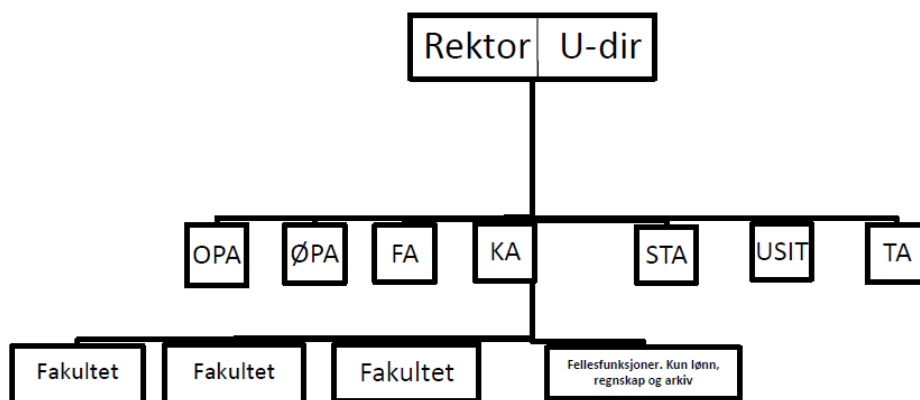 Rektor U-dir
OPA ØPA FA KA STA USIT TA
Fakultet Fakultet Fakultet Fellesfunksjoner. Kun lønn,
regnskap og arkiv